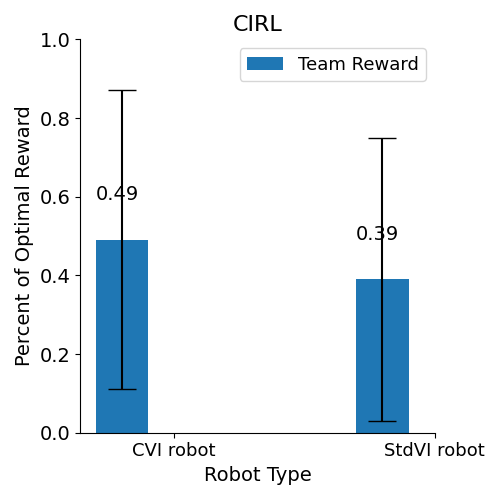 CIRL
Team Reward
Percent of Optimal Reward
1.0
0.8
0.6
0.4
0.2
0.0
0.49
0.39
CVI robot
StdVI robot
Robot Type